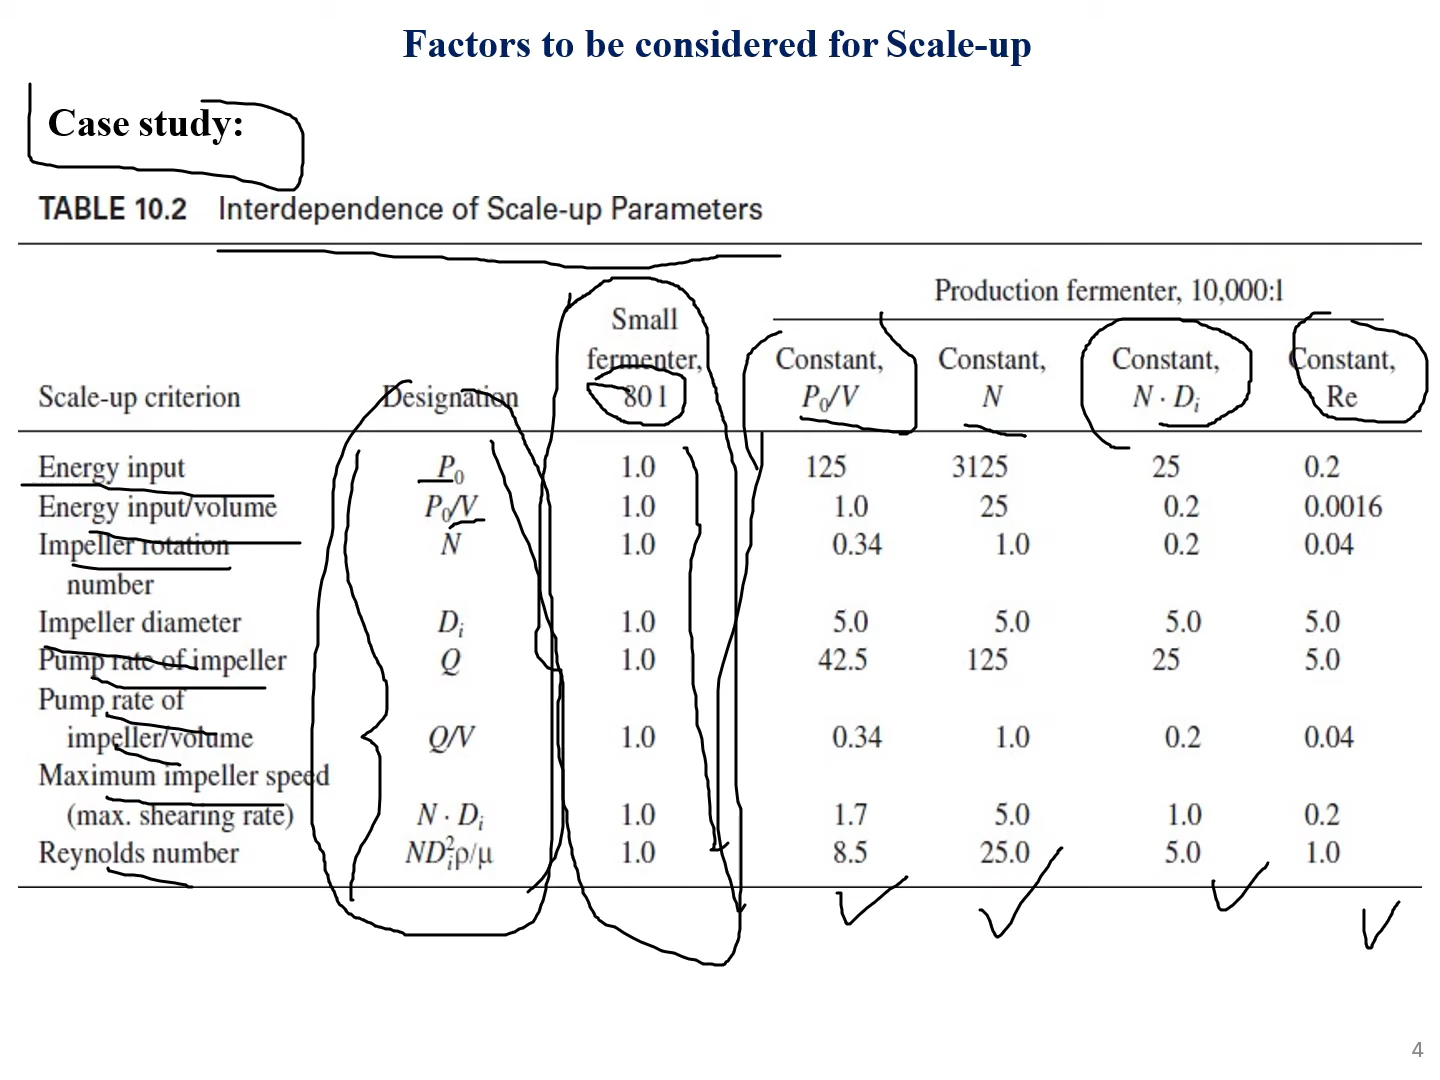 Factors to be considered for Scale-up
Case study:
TABLE 10.2 Interdependence of Scale-up Parameters
Production fermenter, 10,000:l
Scale-up criterion Designation Small fermenter, 80 l Constant, P₀/V Constant, N Constant, N · Dᵢ Constant, Re
Energy input P₀ 1.0 125 3125 25 0.2
Energy input/volume P₀/V 1.0 1.0 25 0.2 0.0016
Impeller rotation number N 1.0 0.34 1.0 0.2 0.04
Impeller diameter Dᵢ 1.0 5.0 5.0 5.0 5.0
Pump rate of impeller Q 1.0 42.5 125 25 5.0
Pump rate of impeller/volume Q/V 1.0 0.34 1.0 0.2 0.04
Maximum impeller speed
(max. shearing rate) N · Dᵢ 1.0 1.7 5.0 1.0 0.2
Reynolds number NDᵢ²ρ/μ 1.0 8.5 25.0 5.0 1.0
4